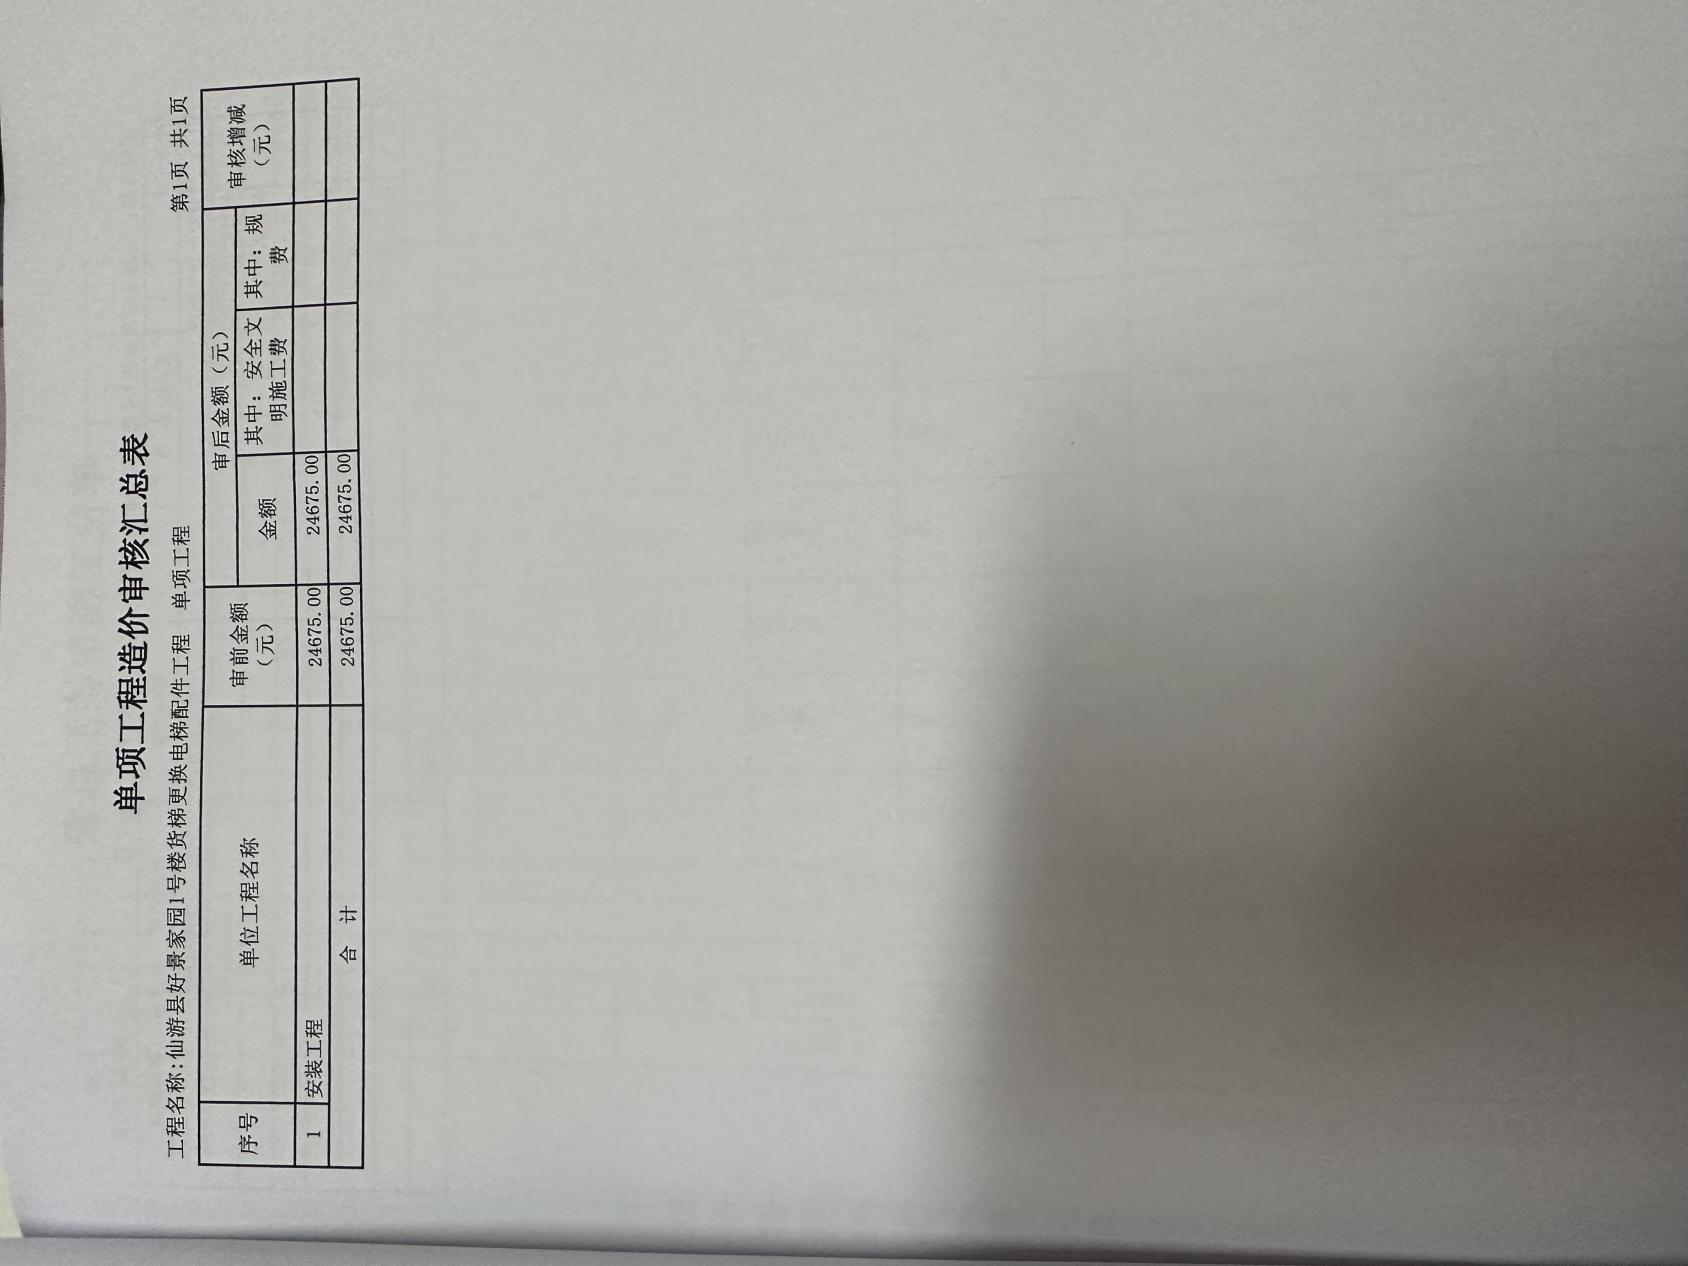 单项工程造价审核汇总表
工程名称:仙游县好景家园1号楼货梯更换电梯配件工程 单项工程 第1页 共1页
序号 单位工程名称 审前金额（元） 审后金额（元） 审核增减（元）
金额 其中：安全文明施工费 其中：规费
1 安装工程 24675.00 24675.00
合 计 24675.00 24675.00